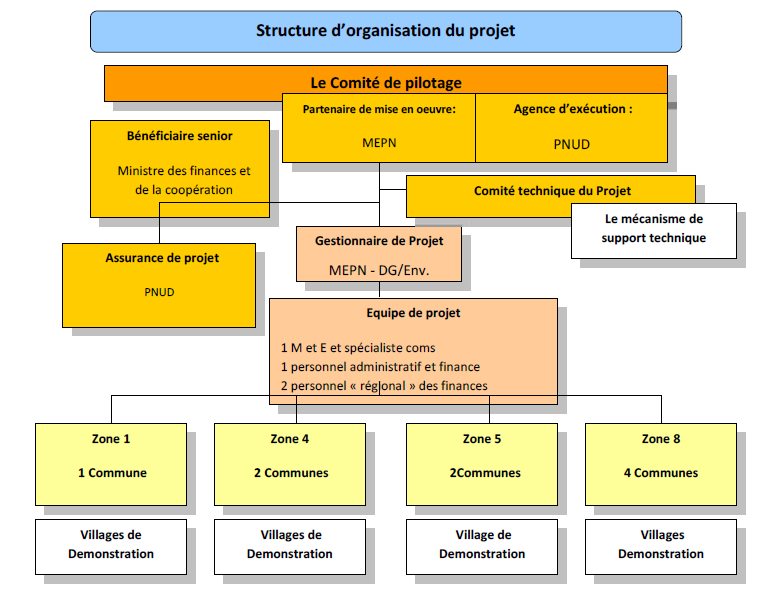 Structure d'organisation du projet
Le Comité de pilotage
Partenaire de mise en oeuvre:
MEPN
Agence d'exécution :
PNUD
Bénéficiaire senior
Ministre des finances et
de la coopération
Comité technique du Projet
Le mécanisme de
support technique
Assurance de projet
PNUD
Gestionnaire de Projet
MEPN - DG/Env.
Equipe de projet
1 M et E et spécialiste coms
1 personnel administratif et finance
2 personnel « régional » des finances
Zone 1
1 Commune
Zone 4
2 Communes
Zone 5
2Communes
Zone 8
4 Communes
Villages de
Demonstration
Villages de
Demonstration
Village de
Demonstration
Villages
Demonstration